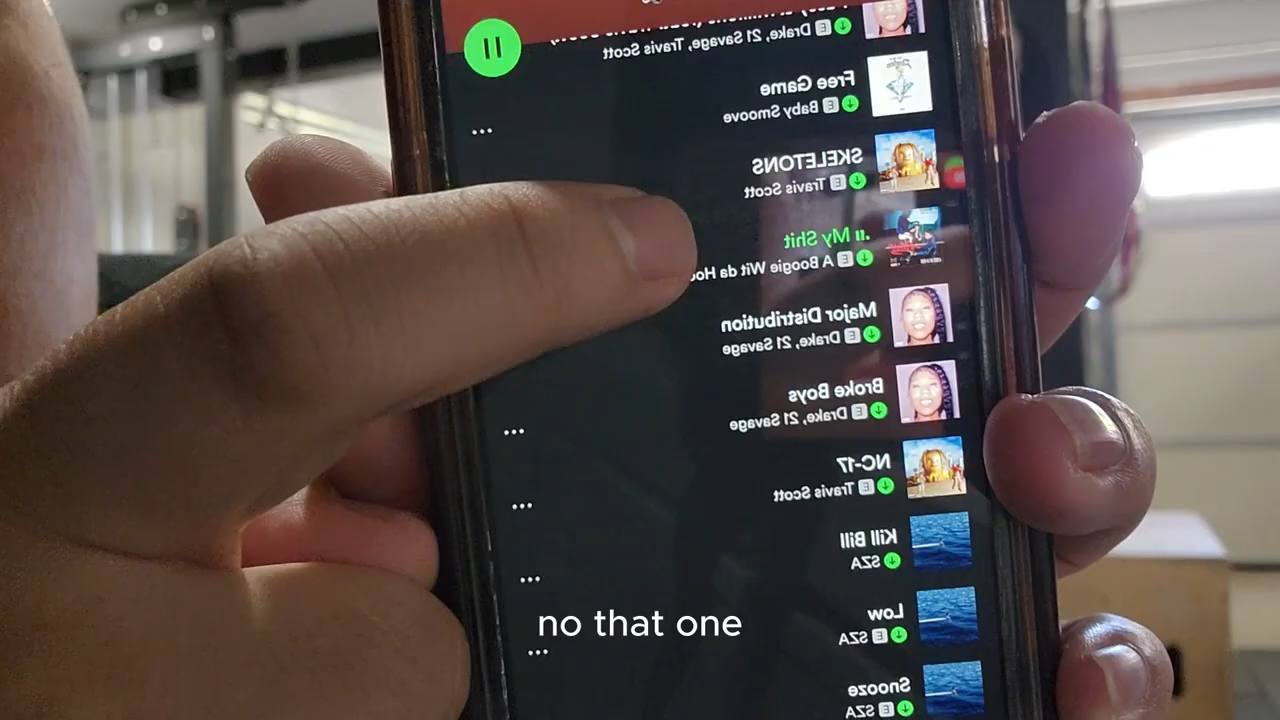 Drake, 21 Savage, Travis Scott
Free Game
E Baby Smoove
SKELETONS
E Travis Scott
My Shit
E A Boogie Wit da
Major Distribution
E Drake, 21 Savage
Broke Boys
E Drake, 21 Savage
NC-17
E Travis Scott
Kill Bill
SZA
Low
E SZA
no that one
Snooze
E SZA